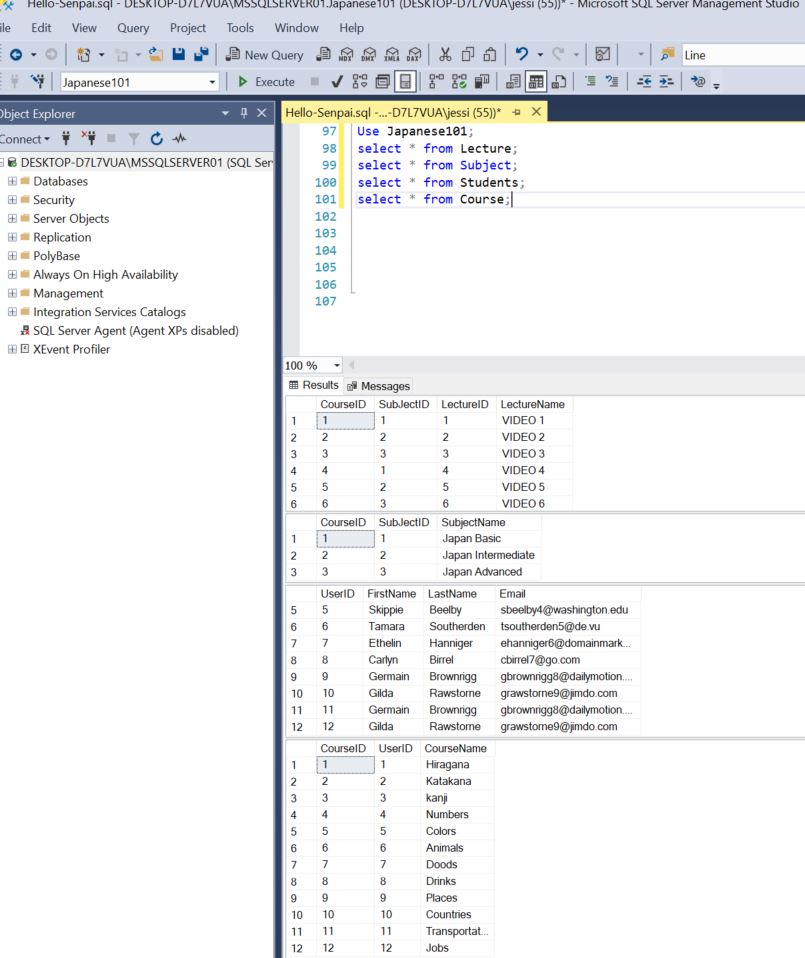 Hello-Senpai.sql - DESKTOP-D7L7VUA\MSSQLSERVER01.Japanese101 (DESKTOP-D7L7VUA\jessi (55))* - Microsoft SQL Server Management Studio
ile Edit View Query Project Tools Window Help
New Query MDX DMX XMLA DAX Line
Japanese101 Execute
Object Explorer
Connect
DESKTOP-D7L7VUA\MSSQLSERVER01 (SQL Ser
Databases
Security
Server Objects
Replication
PolyBase
Always On High Availability
Management
Integration Services Catalogs
SQL Server Agent (Agent XPs disabled)
XEvent Profiler
Hello-Senpai.sql -...-D7L7VUA\jessi (55))*
97 Use Japanese101;
98 select * from Lecture;
99 select * from Subject;
100 select * from Students;
101 select * from Course;
102
103
104
105
106
107
100 %
Results Messages
CourseID SubJectID LectureID LectureName
1 1 1 1 VIDEO 1
2 2 2 2 VIDEO 2
3 3 3 3 VIDEO 3
4 4 1 4 VIDEO 4
5 5 2 5 VIDEO 5
6 6 3 6 VIDEO 6
CourseID SubJectID SubjectName
1 1 1 Japan Basic
2 2 2 Japan Intermediate
3 3 3 Japan Advanced
UserID FirstName LastName Email
5 5 Skippie Beelby sbeelby4@washington.edu
6 6 Tamara Southerden tsoutherden5@de.vu
7 7 Ethelin Hanniger ehanniger6@domainmark...
8 8 Carlyn Birrel cbirrel7@go.com
9 9 Germain Brownrigg gbrownrigg8@dailymotion....
10 10 Gilda Rawstorne grawstorne9@jimdo.com
11 11 Germain Brownrigg gbrownrigg8@dailymotion....
12 12 Gilda Rawstorne grawstorne9@jimdo.com
CourseID UserID CourseName
1 1 1 Hiragana
2 2 2 Katakana
3 3 3 kanji
4 4 4 Numbers
5 5 5 Colors
6 6 6 Animals
7 7 7 Doods
8 8 8 Drinks
9 9 9 Places
10 10 10 Countries
11 11 11 Transportat...
12 12 12 Jobs